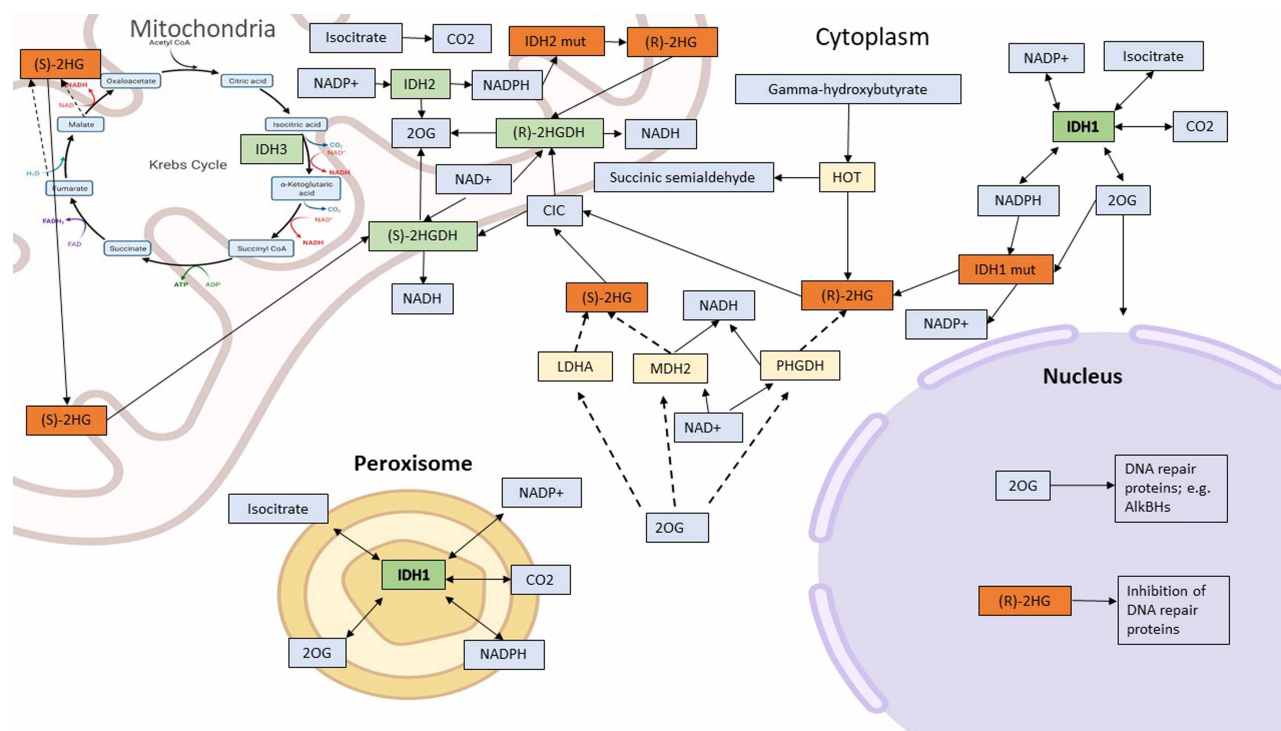 Mitochondria
Cytoplasm
Acetyl CoA
(S)-2HG
Oxaloacetate
Citric acid
NADH
NAD⁺
Malate
Isocitric acid
IDH3
CO₂
NAD⁺
NADH
Krebs Cycle
H₂O
Fumarate
α-Ketoglutaric
acid
CO₂
NAD⁺
NADH
FADH₂
FAD
Succinate
Succinyl CoA
ATP
ADP
(S)-2HG
Isocitrate
CO2
IDH2 mut
(R)-2HG
NADP+
IDH2
NADPH
2OG
(R)-2HGDH
NADH
NAD+
CIC
(S)-2HGDH
NADH
Gamma-hydroxybutyrate
Succinic semialdehyde
HOT
(S)-2HG
NADH
(R)-2HG
LDHA
MDH2
PHGDH
NAD+
2OG
NADP+
Isocitrate
IDH1
CO2
NADPH
2OG
IDH1 mut
NADP+
Peroxisome
Isocitrate
NADP+
IDH1
CO2
2OG
NADPH
Nucleus
2OG
DNA repair
proteins; e.g.
AlkBHs
(R)-2HG
Inhibition of
DNA repair
proteins